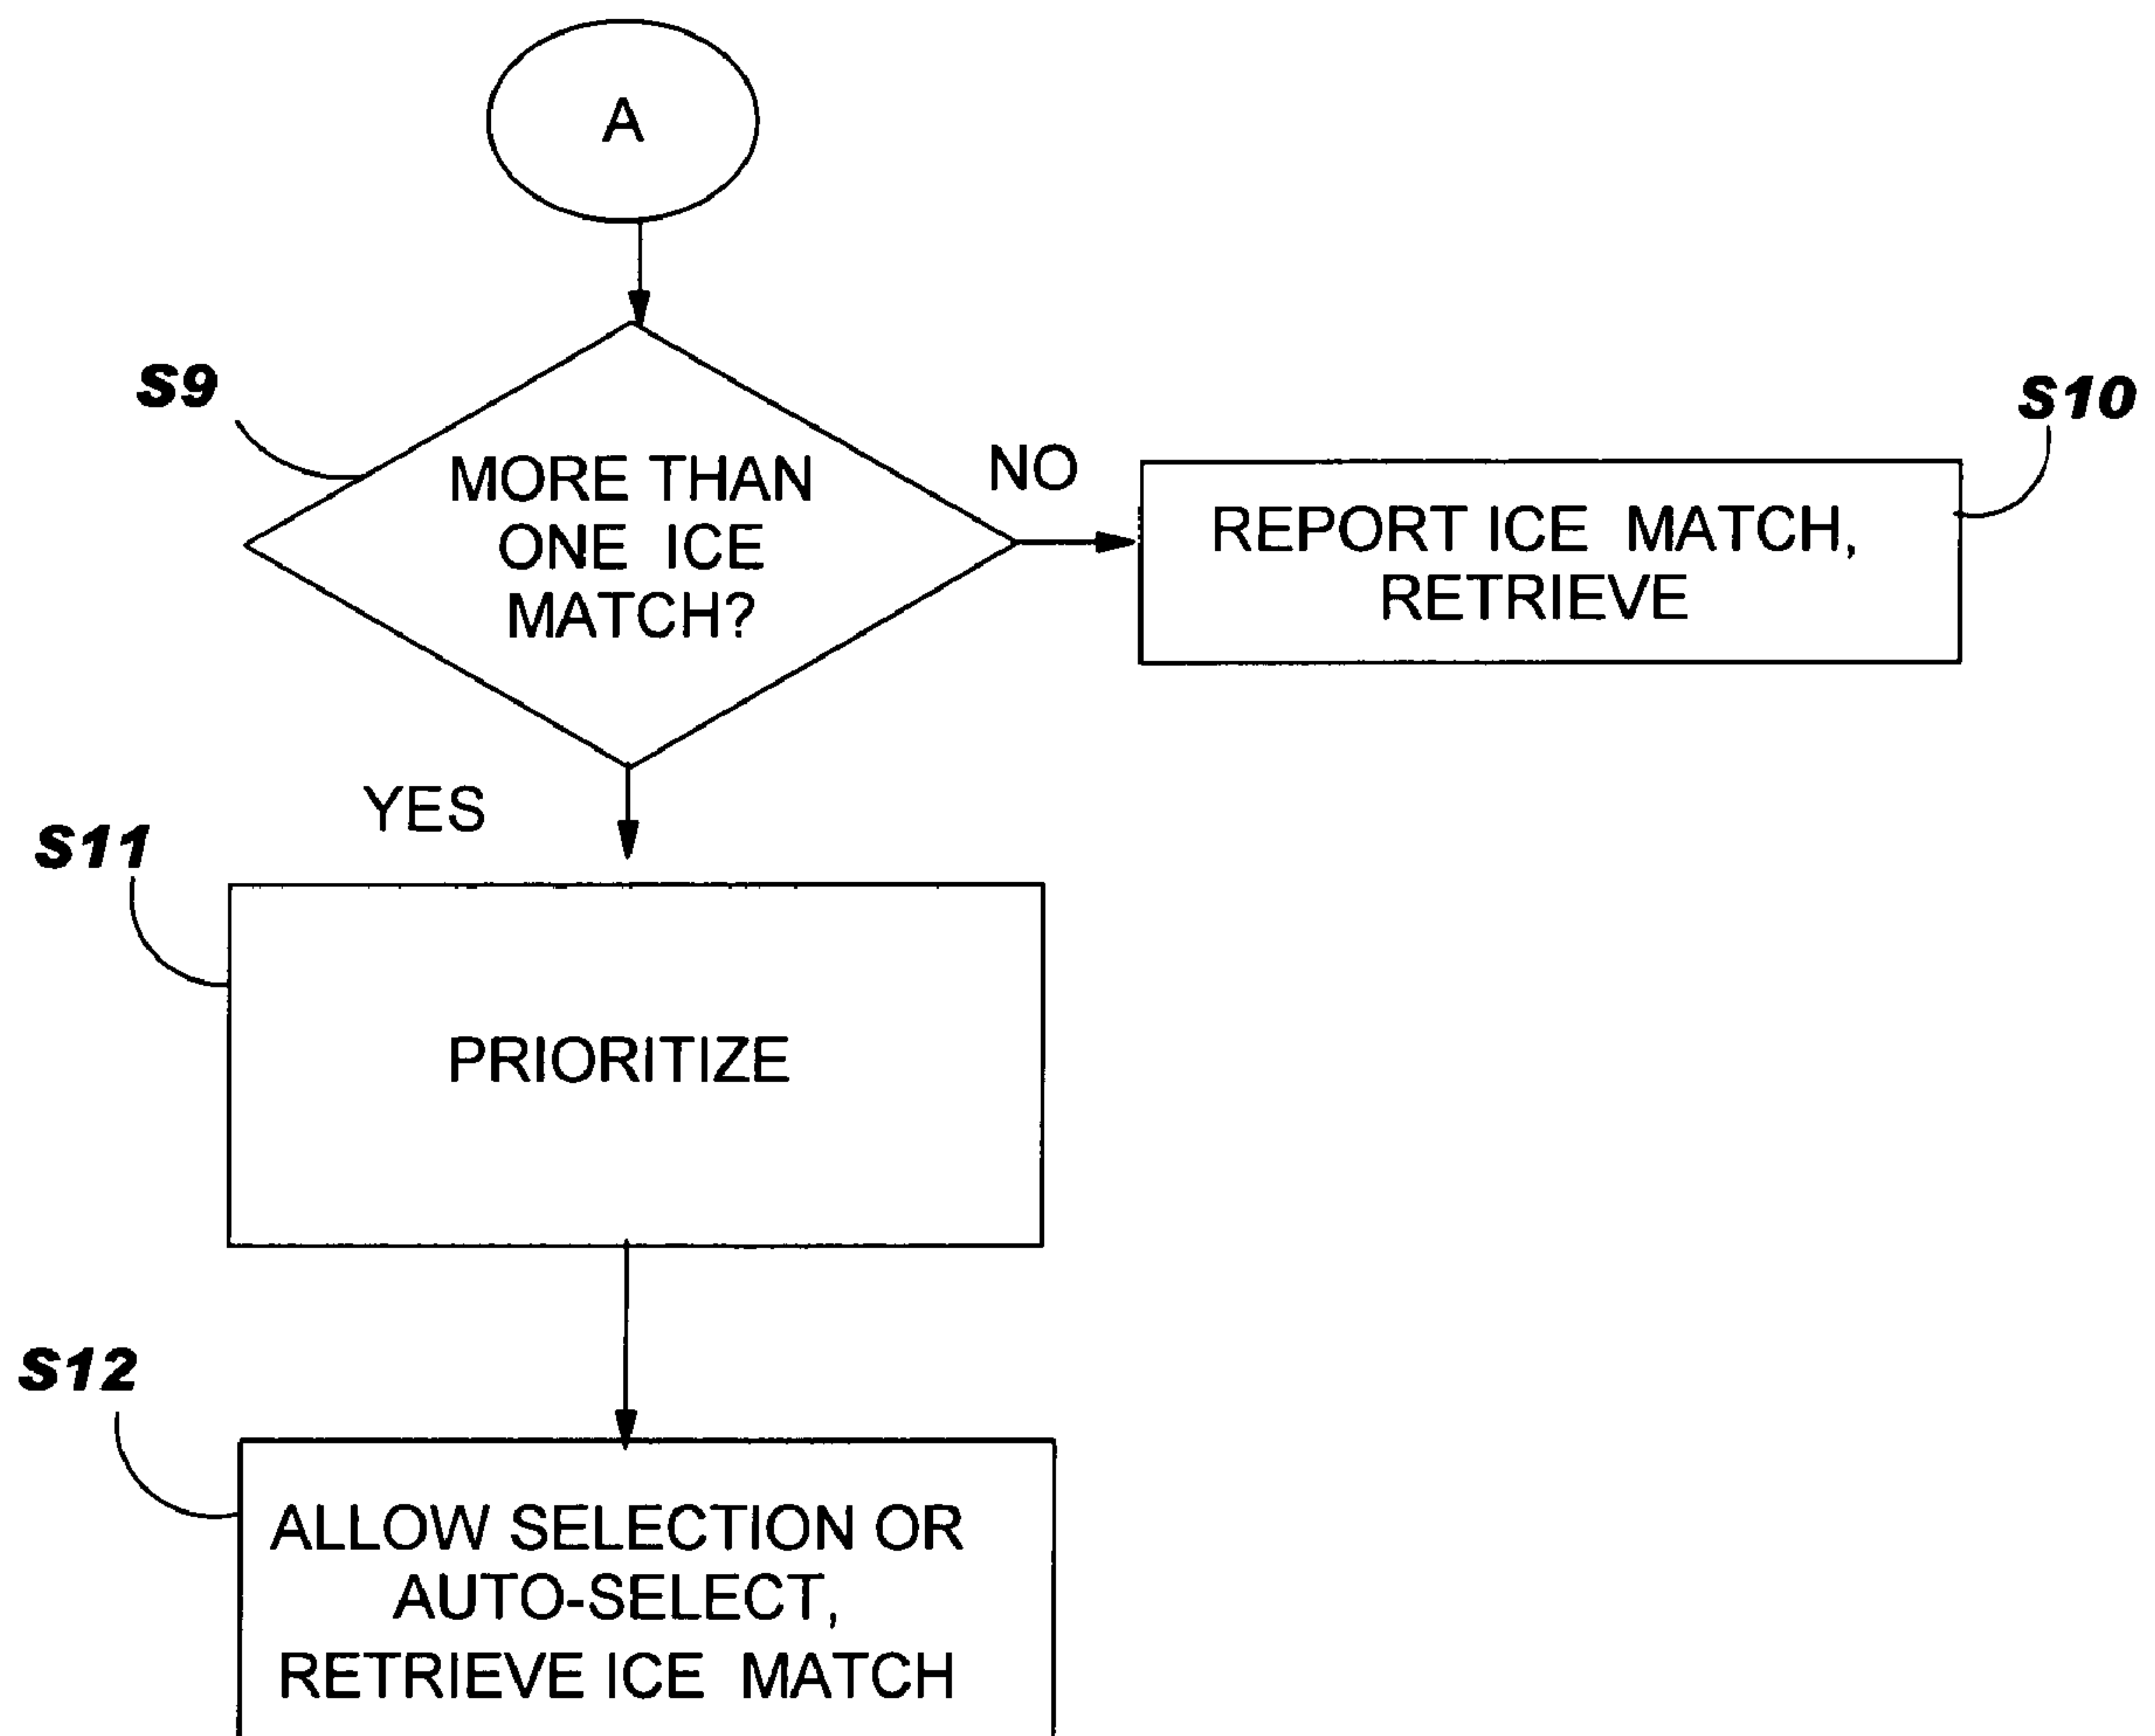 A
S9
MORE THAN
ONE ICE
MATCH?
NO
S10
REPORT ICE MATCH,
RETRIEVE
YES
S11
PRIORITIZE
S12
ALLOW SELECTION OR
AUTO-SELECT,
RETRIEVE ICE MATCH